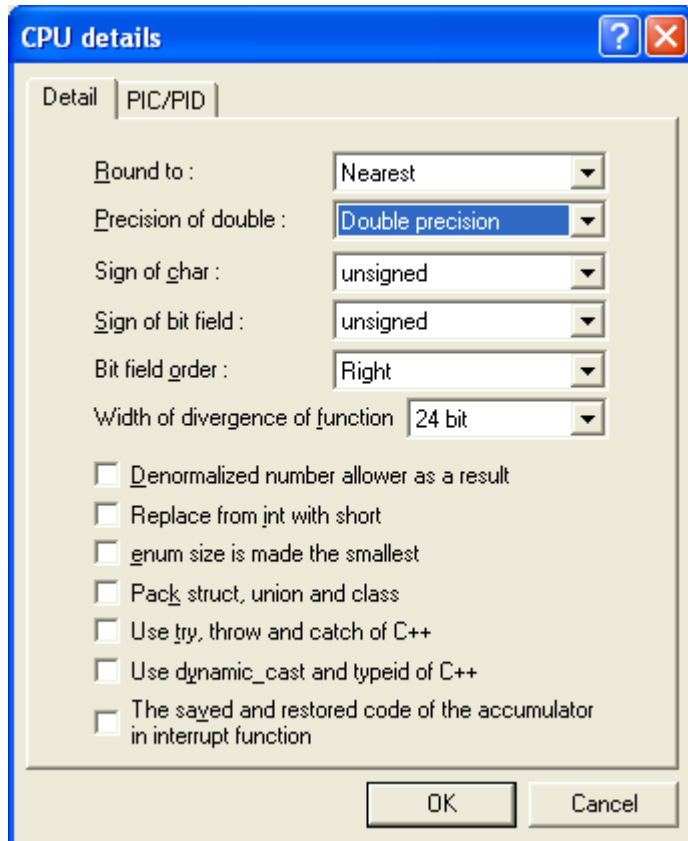 CPU details
Detail
PIC/PID
Round to : Nearest
Precision of double : Double precision
Sign of char : unsigned
Sign of bit field : unsigned
Bit field order : Right
Width of divergence of function 24 bit
Denormalized number allower as a result
Replace from int with short
enum size is made the smallest
Pack struct, union and class
Use try, throw and catch of C++
Use dynamic_cast and typeid of C++
The saved and restored code of the accumulator
in interrupt function
OK
Cancel